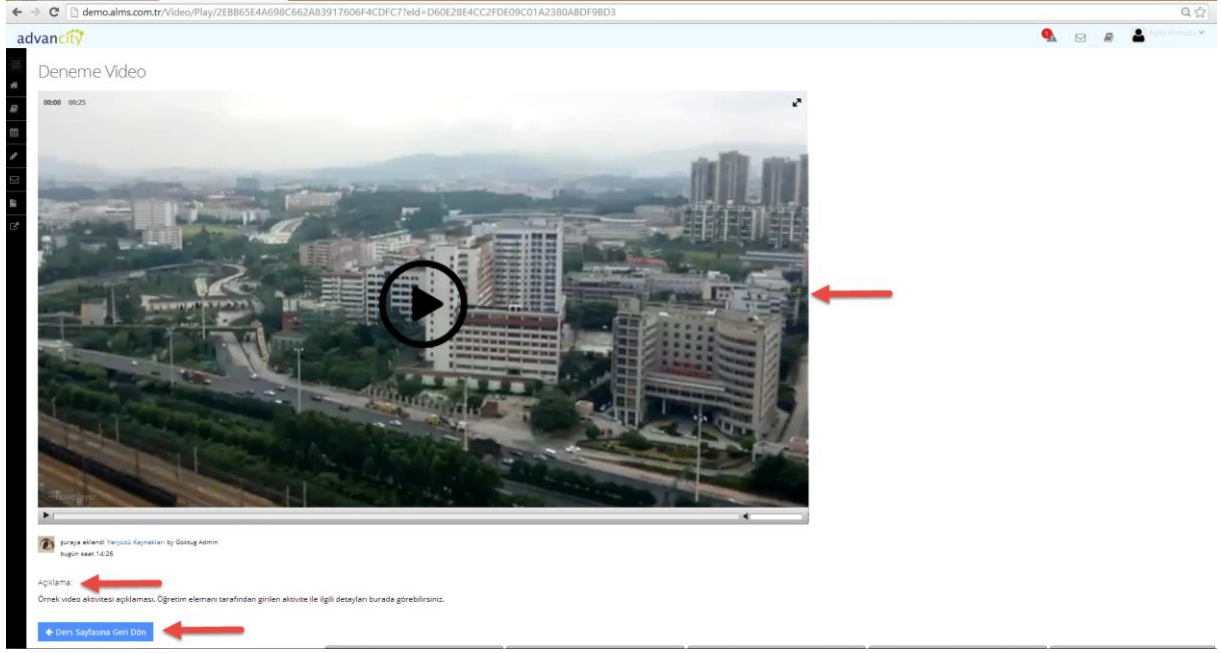 demo.alms.com.tr/Video/Play/2EBB65E4A698C662A83917606F4CDFC7?eId=D60E28E4CC2FDE09C01A2380ABDF9BD3
advancity
1
Deneme Video
00:00 00:25
flowplayer
şuraya eklendi Yeryüzü Kaynakları by Goktug Admin
bugün saat 14:26
Açıklama:
Örnek video aktivitesi açıklaması. Öğretim elemanı tarafından girilen aktivite ile ilgili detayları burada görebilirsiniz.
Ders Sayfasına Geri Dön